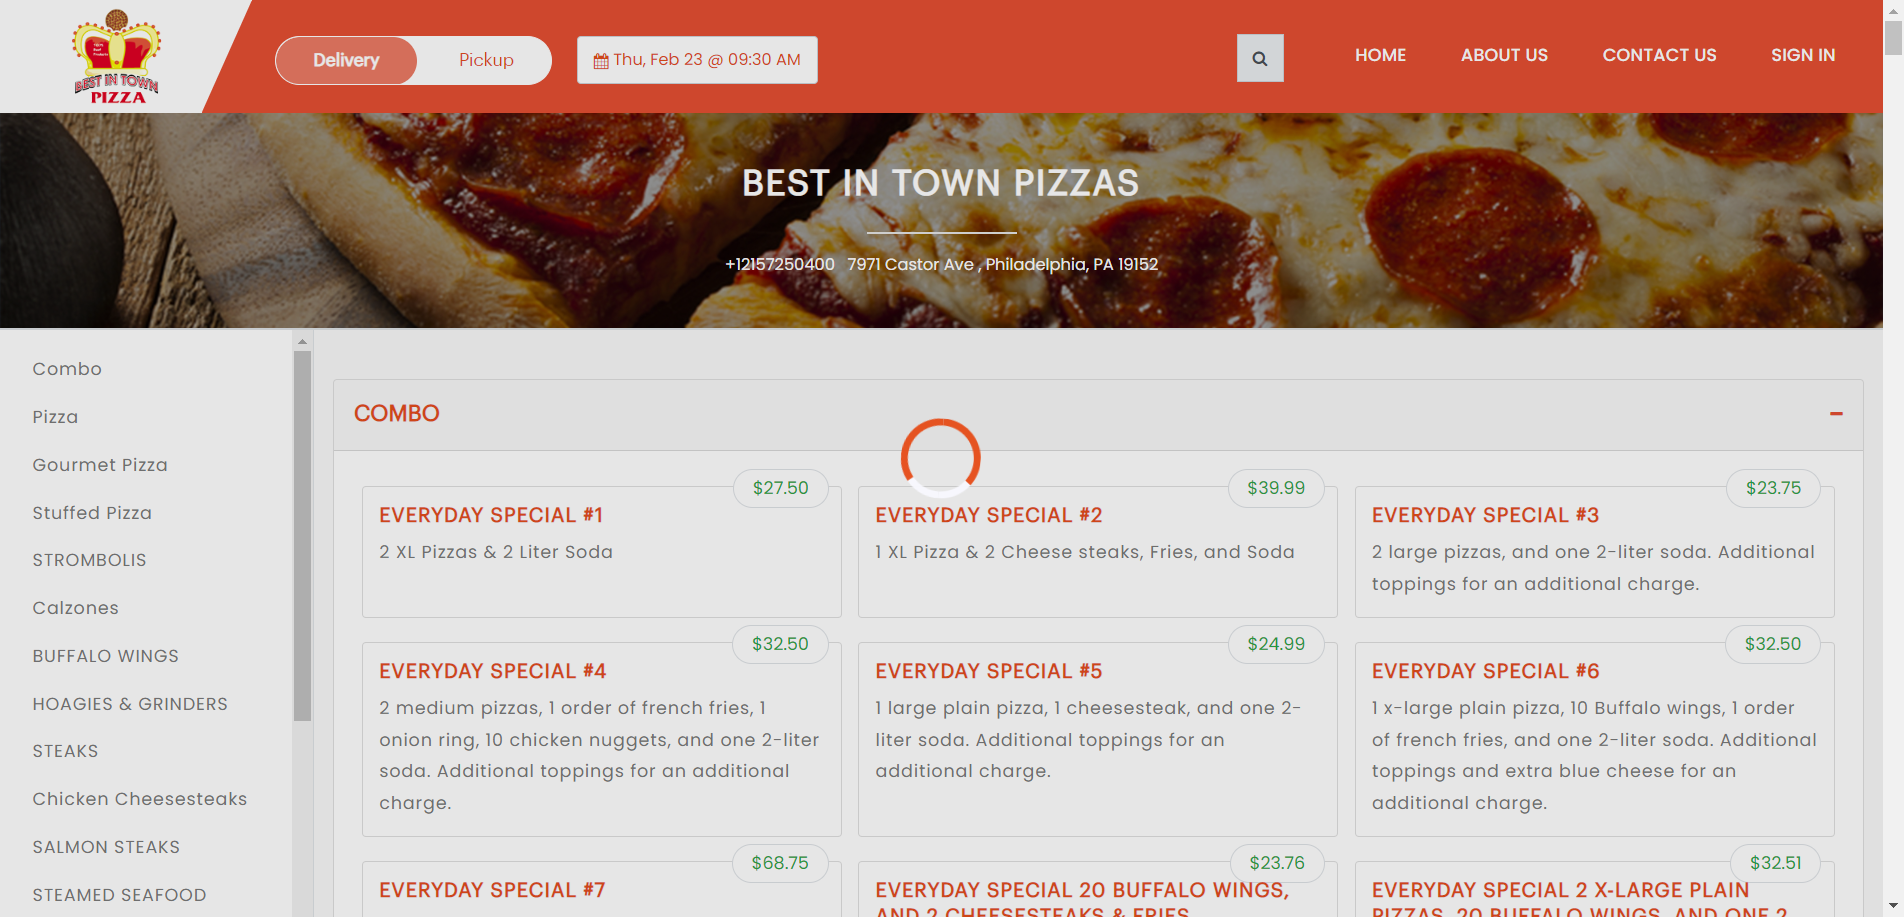 BEST IN TOWN
PIZZA
Delivery
Pickup
Thu, Feb 23 @ 09:30 AM
HOME
ABOUT US
CONTACT US
SIGN IN
BEST IN TOWN PIZZAS
+12157250400 7971 Castor Ave , Philadelphia, PA 19152
Combo
Pizza
Gourmet Pizza
Stuffed Pizza
STROMBOLIS
Calzones
BUFFALO WINGS
HOAGIES & GRINDERS
STEAKS
Chicken Cheesesteaks
SALMON STEAKS
STEAMED SEAFOOD
COMBO
$27.50
EVERYDAY SPECIAL #1
2 XL Pizzas & 2 Liter Soda
$39.99
EVERYDAY SPECIAL #2
1 XL Pizza & 2 Cheese steaks, Fries, and Soda
$23.75
EVERYDAY SPECIAL #3
2 large pizzas, and one 2-liter soda. Additional
toppings for an additional charge.
$32.50
EVERYDAY SPECIAL #4
2 medium pizzas, 1 order of french fries, 1
onion ring, 10 chicken nuggets, and one 2-liter
soda. Additional toppings for an additional
charge.
$24.99
EVERYDAY SPECIAL #5
1 large plain pizza, 1 cheesesteak, and one 2-
liter soda. Additional toppings for an
additional charge.
$32.50
EVERYDAY SPECIAL #6
1 x-large plain pizza, 10 Buffalo wings, 1 order
of french fries, and one 2-liter soda. Additional
toppings and extra blue cheese for an
additional charge.
$68.75
EVERYDAY SPECIAL #7
$23.76
EVERYDAY SPECIAL 20 BUFFALO WINGS,
AND 2 CHEESESTEAKS & FRIES
$32.51
EVERYDAY SPECIAL 2 X-LARGE PLAIN
PIZZAS, 20 BUFFALO WINGS, AND ONE 2